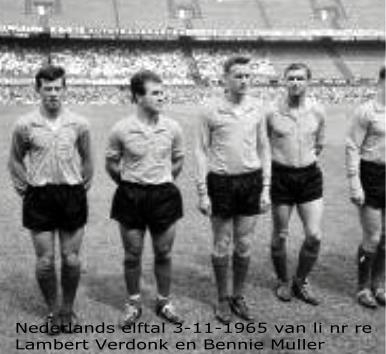 Nederlands elftal 3-11-1965 van li nr re
Lambert Verdonk en Bennie Muller